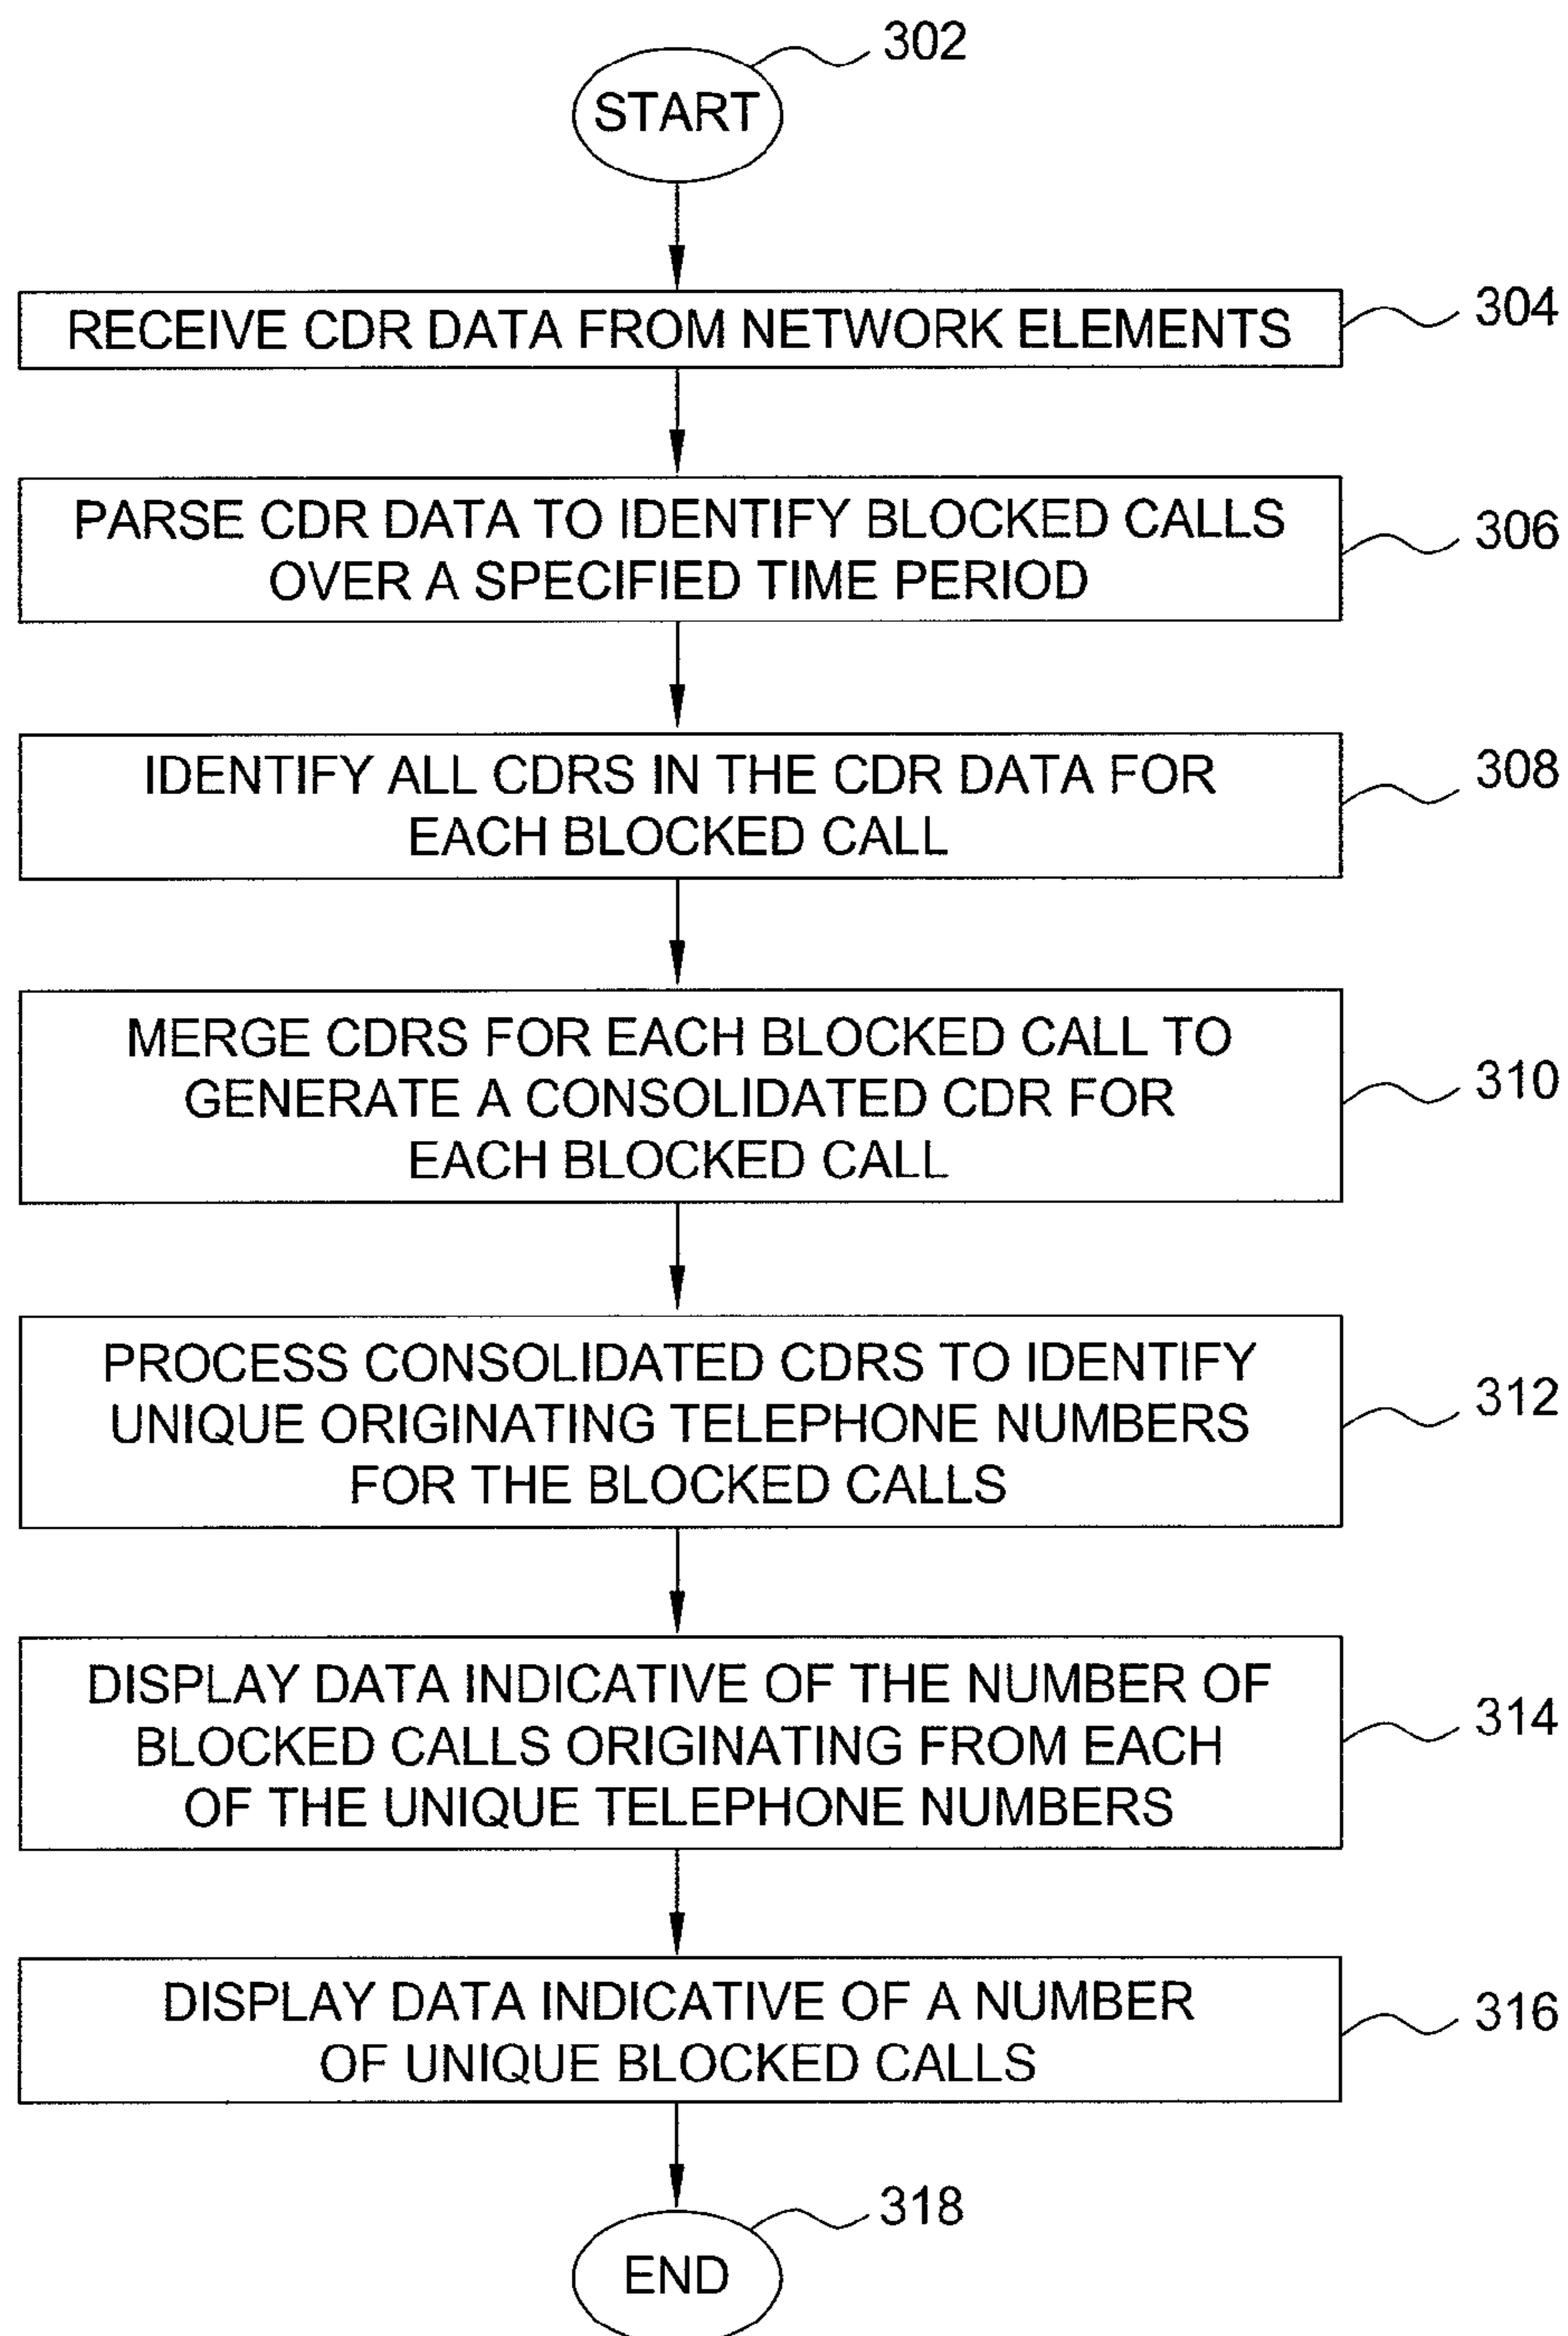 302
START
RECEIVE CDR DATA FROM NETWORK ELEMENTS
304
PARSE CDR DATA TO IDENTIFY BLOCKED CALLS
OVER A SPECIFIED TIME PERIOD
306
IDENTIFY ALL CDRS IN THE CDR DATA FOR
EACH BLOCKED CALL
308
MERGE CDRS FOR EACH BLOCKED CALL TO
GENERATE A CONSOLIDATED CDR FOR
EACH BLOCKED CALL
310
PROCESS CONSOLIDATED CDRS TO IDENTIFY
UNIQUE ORIGINATING TELEPHONE NUMBERS
FOR THE BLOCKED CALLS
312
DISPLAY DATA INDICATIVE OF THE NUMBER OF
BLOCKED CALLS ORIGINATING FROM EACH
OF THE UNIQUE TELEPHONE NUMBERS
314
DISPLAY DATA INDICATIVE OF A NUMBER
OF UNIQUE BLOCKED CALLS
316
318
END